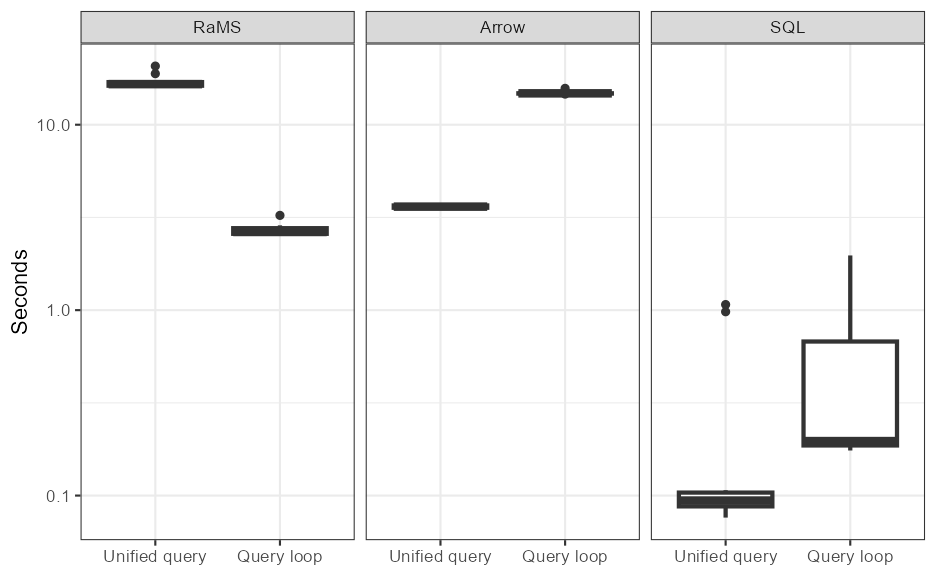 RaMS
Arrow
SQL
Seconds
10.0
1.0
0.1
Unified query
Query loop
Unified query
Query loop
Unified query
Query loop